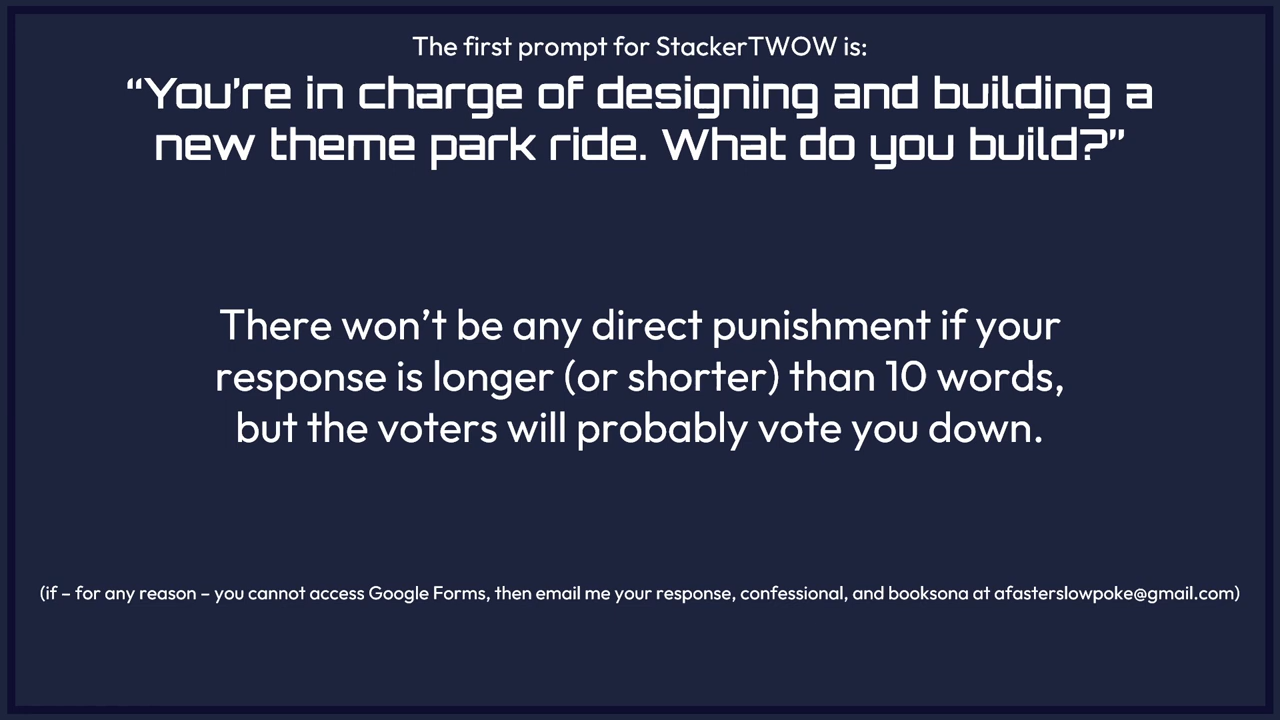 The first prompt for StackerTWOW is:
“You’re in charge of designing and building a
new theme park ride. What do you build?”
There won’t be any direct punishment if your
response is longer (or shorter) than 10 words,
but the voters will probably vote you down.
(if – for any reason – you cannot access Google Forms, then email me your response, confessional, and booksona at afasterslowpoke@gmail.com)